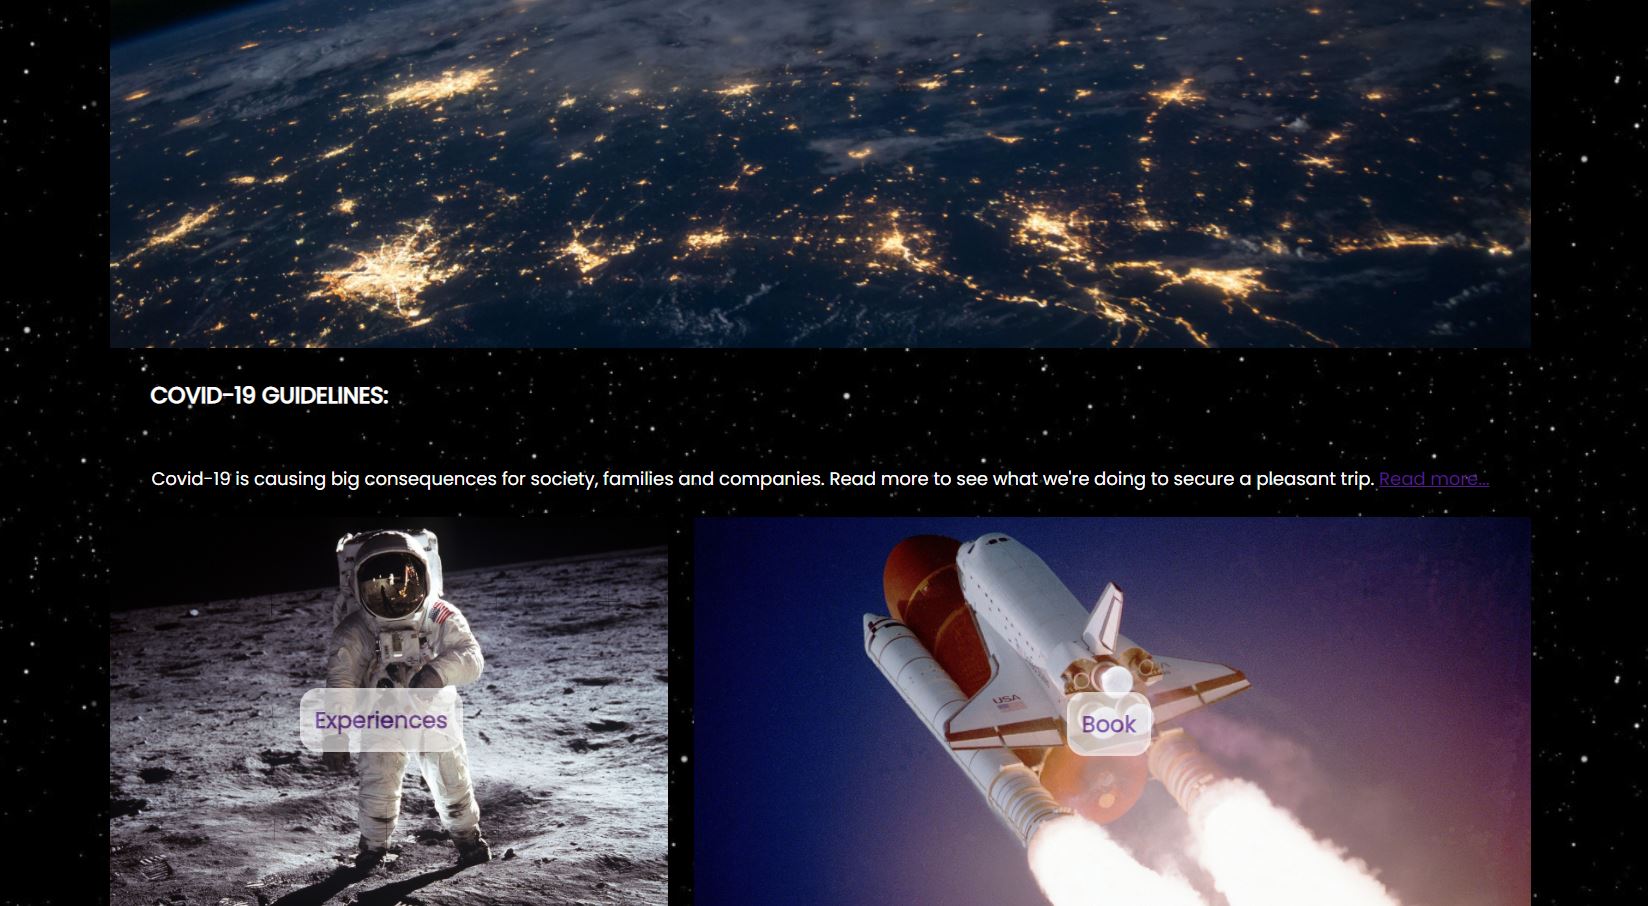 COVID-19 GUIDELINES:
Covid-19 is causing big consequences for society, families and companies. Read more to see what we're doing to secure a pleasant trip. Read more...
USA
Experiences
Book